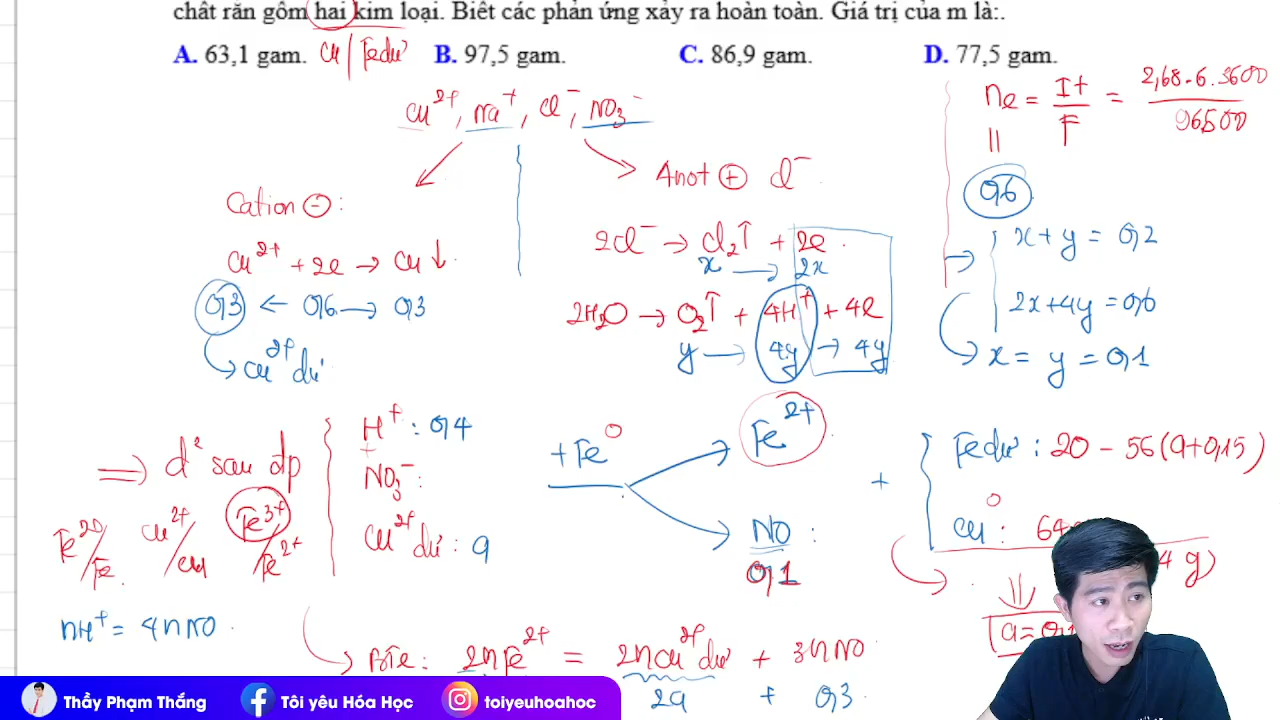 chất rắn gồm hai kim loại. Biết các phản ứng xảy ra hoàn toàn. Giá trị của m là:.
A. 63,1 gam. B. 97,5 gam. C. 86,9 gam. D. 77,5 gam.
Cu | Fe dư
Cu²⁺, Na⁺, Cl⁻, NO₃⁻
nₑ = It/F = 2,68.6.3600/96500
= 0,6
Cation ⊖:
Anot ⊕ Cl⁻
Cu²⁺ + 2e → Cu↓
0,3 ← 0,6 → 0,3
Cu²⁺ dư
2Cl⁻ → Cl₂↑ + 2e
x → 2x
2H₂O → O₂↑ + 4H⁺ + 4e
y → 4y → 4y
x + y = 0,2
2x + 4y = 0,6
x = y = 0,1
⇒ d² sau đp
H⁺: 0,4
NO₃⁻:
Cu²⁺ dư: a
+ Fe⁰
Fe²⁺
NO:
0,1
+
Fe dư: 20 - 56(a+0,15)
Cu⁰: 64
4 g)
a = 0,1
Fe²⁺/Fe Cu²⁺/Cu Fe³⁺/Fe²⁺
nH⁺ = 4nNO
BTe: 2nFe²⁺ = 2nCu²⁺ dư + 3nNO
2a + 0,3
Thầy Phạm Thắng
Tôi yêu Hóa Học
toiyeuhoahoc